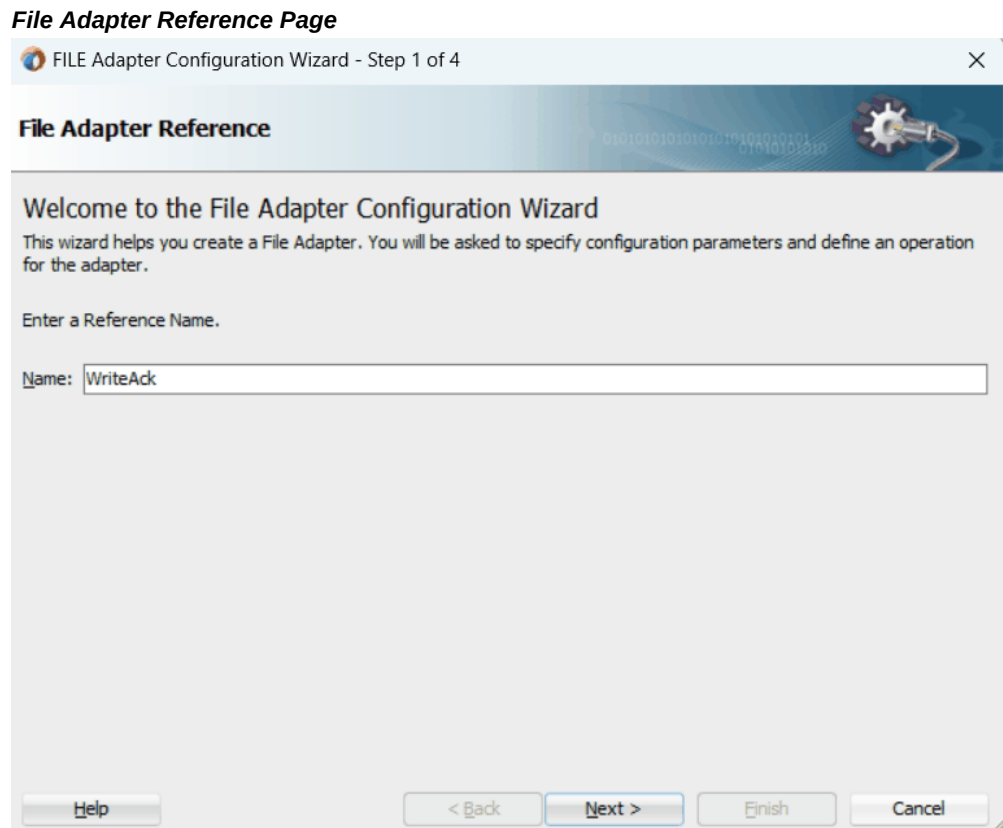 File Adapter Reference Page
FILE Adapter Configuration Wizard - Step 1 of 4
File Adapter Reference
Welcome to the File Adapter Configuration Wizard
This wizard helps you create a File Adapter. You will be asked to specify configuration parameters and define an operation
for the adapter.
Enter a Reference Name.
Name: WriteAck
Help < Back Next > Finish Cancel